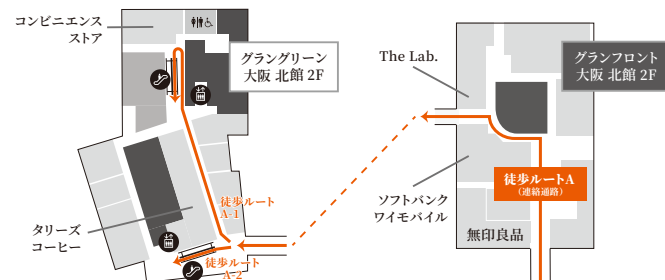 コンビニエンス
ストア
グラングリーン
大阪 北館 2F
徒歩ルート
A-1
タリーズ
コーヒー
徒歩ルート
A-2
The Lab.
グランフロント
大阪 北館 2F
徒歩ルートA
（連絡通路）
ソフトバンク
ワイモバイル
無印良品